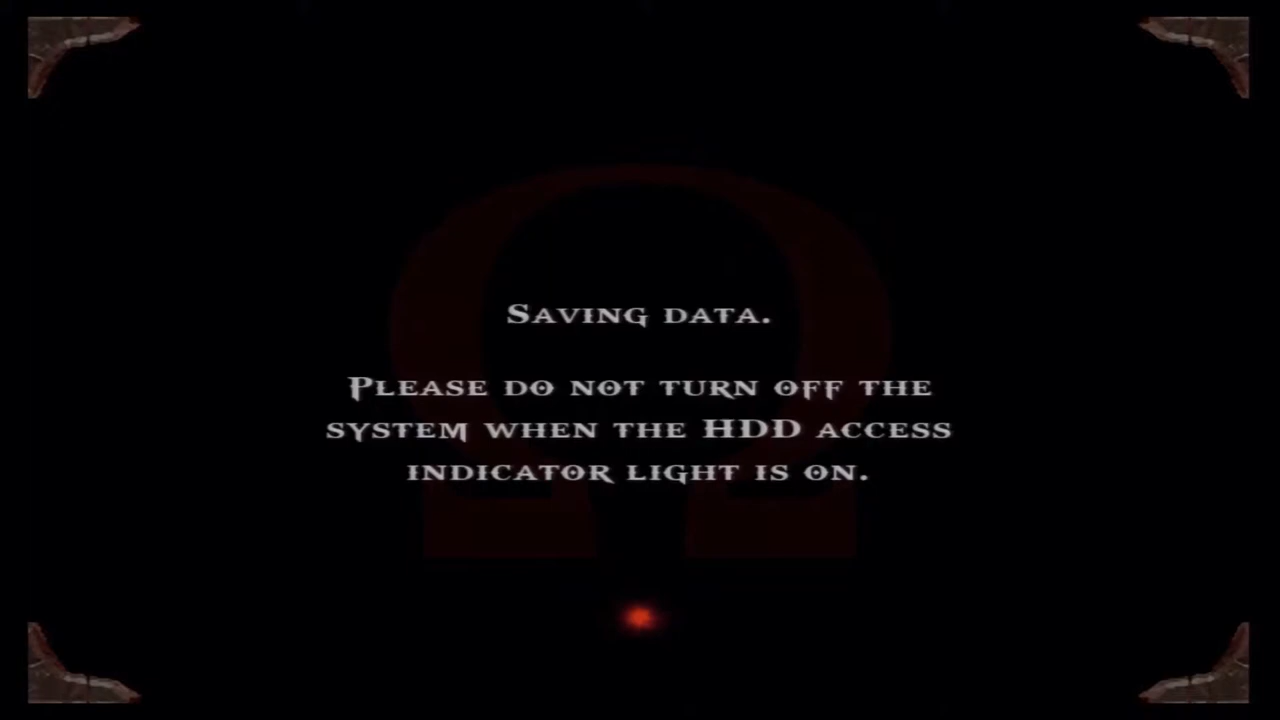 Saving data.
Please do not turn off the
system when the HDD access
indicator light is on.